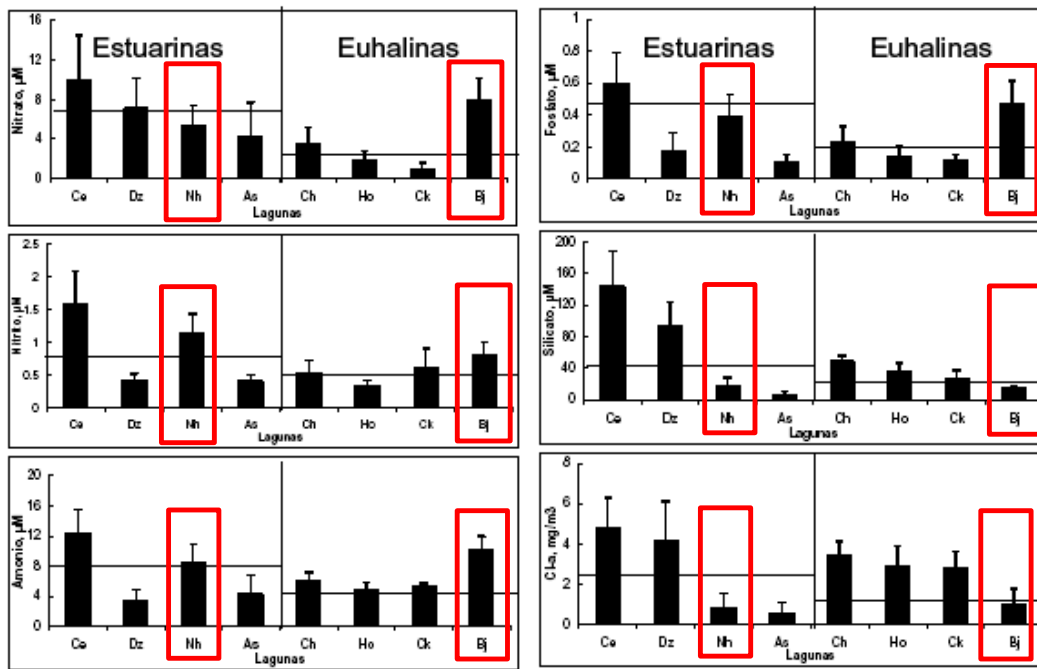 Estuarinas
Euhalinas
Nitrato, µM
16
12
8
4
0
Ce Dz Nh As Ch Ho Ck Bj
Lagunas
Estuarinas
Euhalinas
Fosfato, µM
1
0.8
0.6
0.4
0.2
0
Ce Dz Nh As Ch Ho Ck Bj
Lagunas
Nitrito, µM
2.5
2
1.5
1
0.5
0
Ce Dz Nh As Ch Ho Ck Bj
Lagunas
Silicato, µM
200
160
120
80
40
0
Ce Dz Nh As Ch Ho Ck Bj
Lagunas
Amonio, µM
20
16
12
8
4
0
Ce Dz Nh As Ch Ho Ck Bj
Lagunas
Cl-a, mg/m3
8
6
4
2
0
Ce Dz Nh As Ch Ho Ck Bj
Lagunas